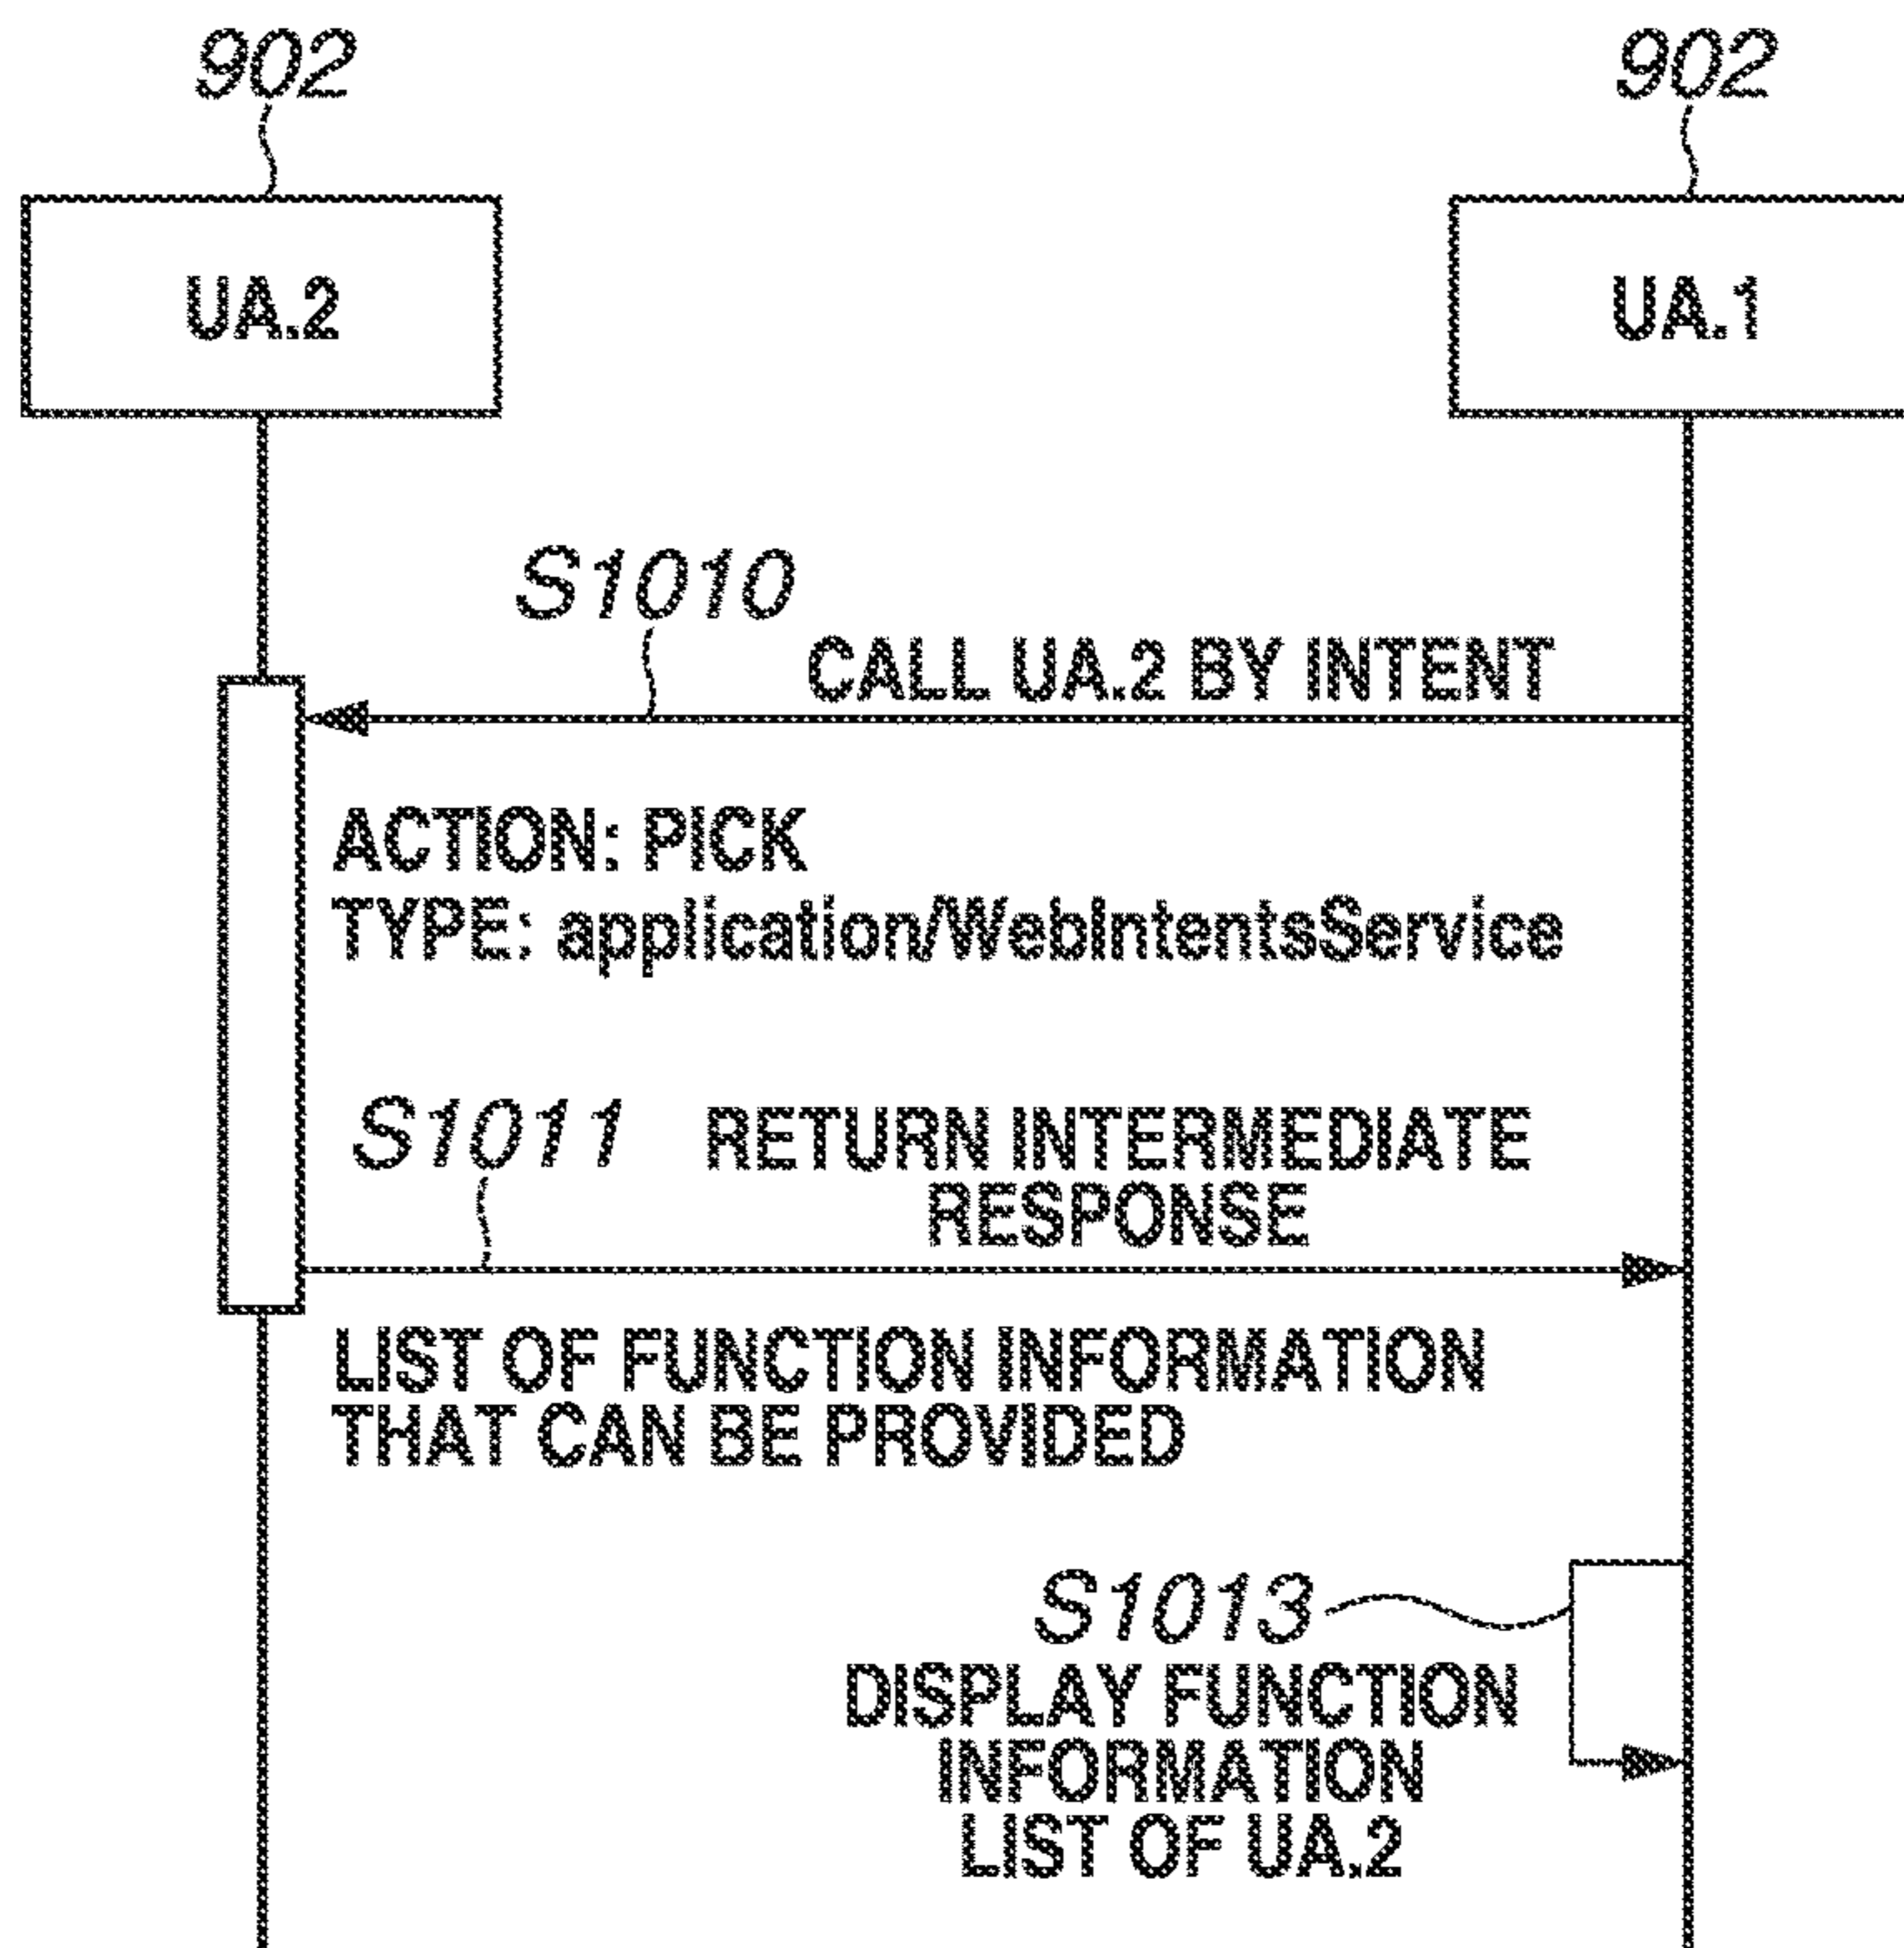 902
902
UA.2
UA.1
S1010
CALL UA.2 BY INTENT
ACTION: PICK
TYPE: application/WebIntentsService
S1011
RETURN INTERMEDIATE
RESPONSE
LIST OF FUNCTION INFORMATION
THAT CAN BE PROVIDED
S1013
DISPLAY FUNCTION
INFORMATION
LIST OF UA.2